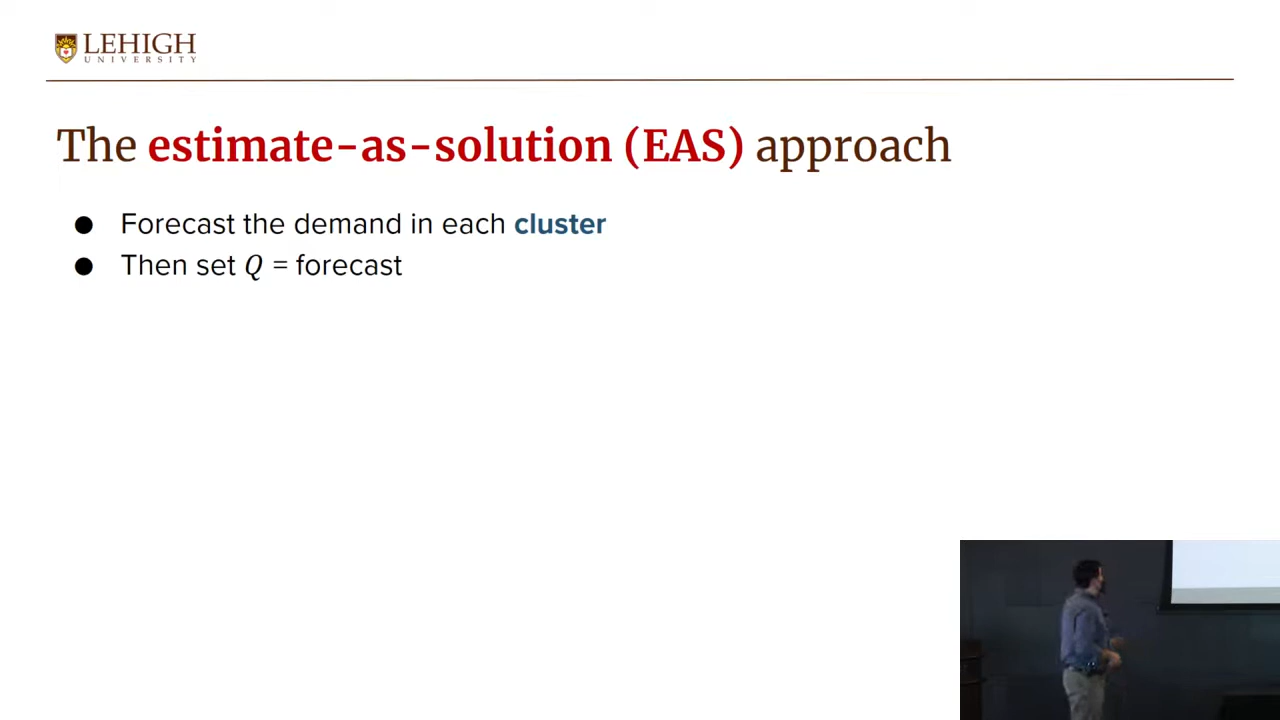 LEHIGH
UNIVERSITY
The estimate-as-solution (EAS) approach
● Forecast the demand in each cluster
● Then set Q = forecast